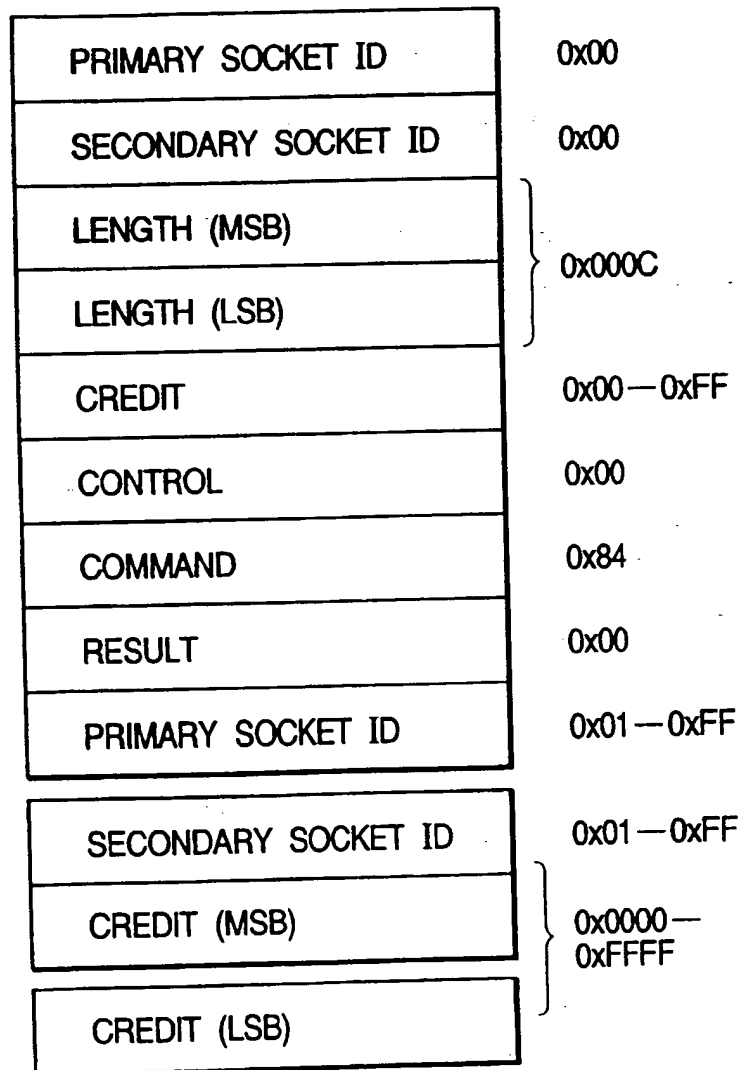 PRIMARY SOCKET ID 0x00
SECONDARY SOCKET ID 0x00
LENGTH (MSB)
0x000C
LENGTH (LSB)
CREDIT 0x00—0xFF
CONTROL 0x00
COMMAND 0x84
RESULT 0x00
PRIMARY SOCKET ID 0x01—0xFF
SECONDARY SOCKET ID 0x01—0xFF
CREDIT (MSB) 0x0000—
0xFFFF
CREDIT (LSB)